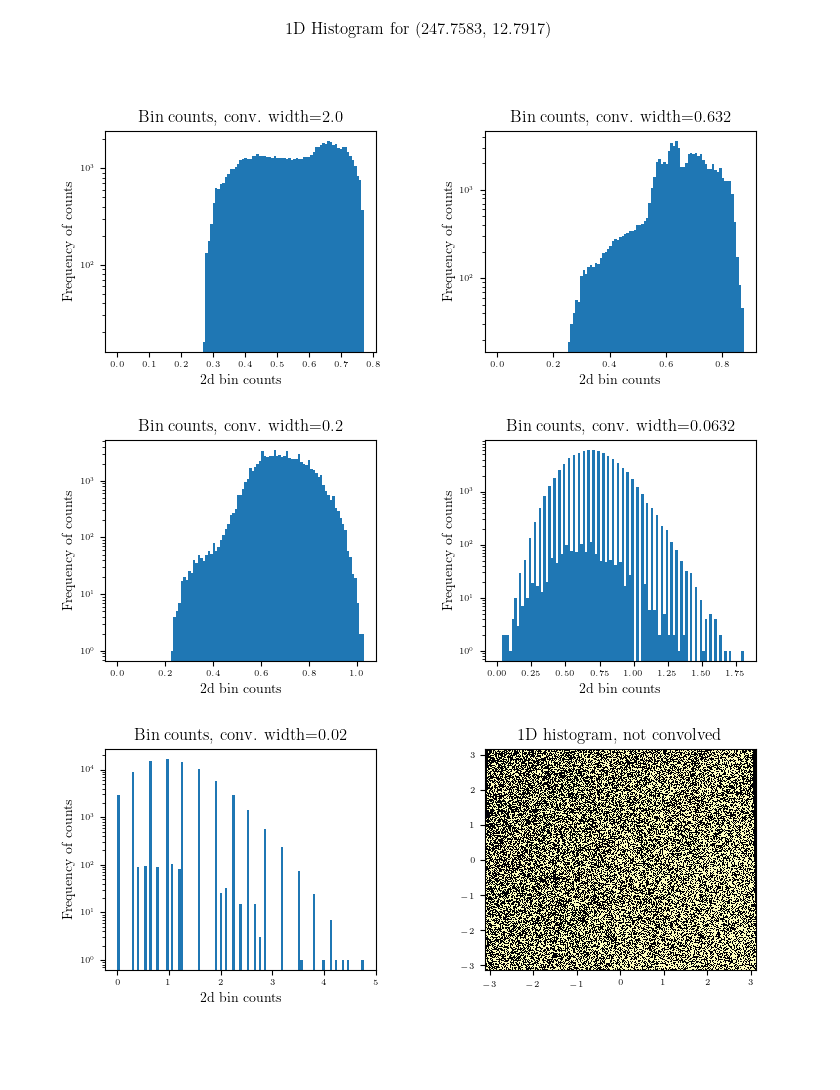 1D Histogram for (247.7583, 12.7917)
Bin counts, conv. width=2.0
Frequency of counts
10³
10²
0.0 0.1 0.2 0.3 0.4 0.5 0.6 0.7 0.8
2d bin counts
Bin counts, conv. width=0.632
Frequency of counts
10³
10²
0.0 0.2 0.4 0.6 0.8
2d bin counts
Bin counts, conv. width=0.2
Frequency of counts
10³
10²
10¹
10⁰
0.0 0.2 0.4 0.6 0.8 1.0
2d bin counts
Bin counts, conv. width=0.0632
Frequency of counts
10³
10²
10¹
10⁰
0.00 0.25 0.50 0.75 1.00 1.25 1.50 1.75
2d bin counts
Bin counts, conv. width=0.02
Frequency of counts
10⁴
10³
10²
10¹
10⁰
0 1 2 3 4 5
2d bin counts
1D histogram, not convolved
3
2
1
0
−1
−2
−3
−3 −2 −1 0 1 2 3